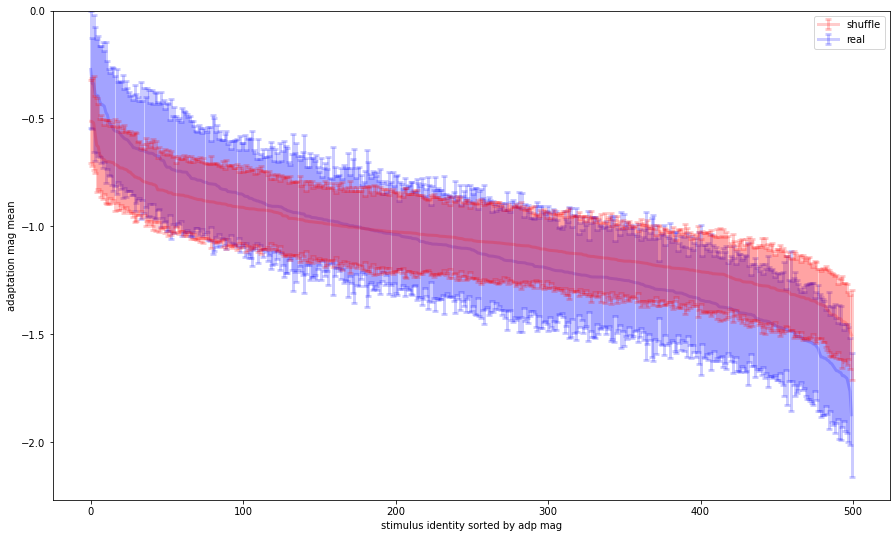 shuffle
real
0.0
−0.5
−1.0
−1.5
−2.0
adaptation mag mean
0 100 200 300 400 500
stimulus identity sorted by adp mag